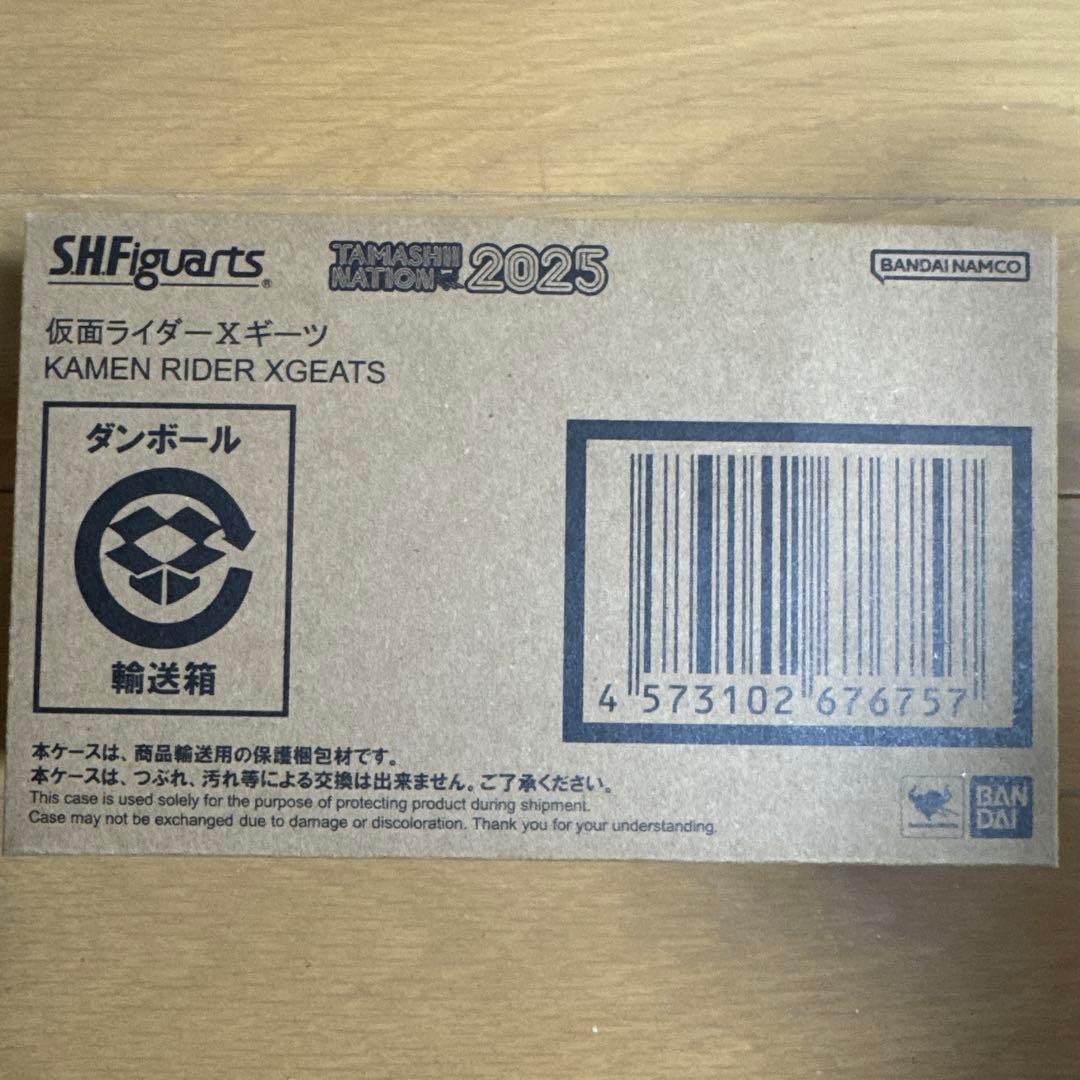 S.H.Figuarts®
TAMASHII NATION 2025
BANDAI NAMCO
仮面ライダーXギーツ
KAMEN RIDER XGEATS
ダンボール
輸送箱
4 573102 676757
本ケースは、商品輸送用の保護梱包材です。
本ケースは、つぶれ、汚れ等による交換は出来ません。ご了承ください。
This case is used solely for the purpose of protecting product during shipment.
Case may not be exchanged due to damage or discoloration. Thank you for your understanding.
BAN
DAI